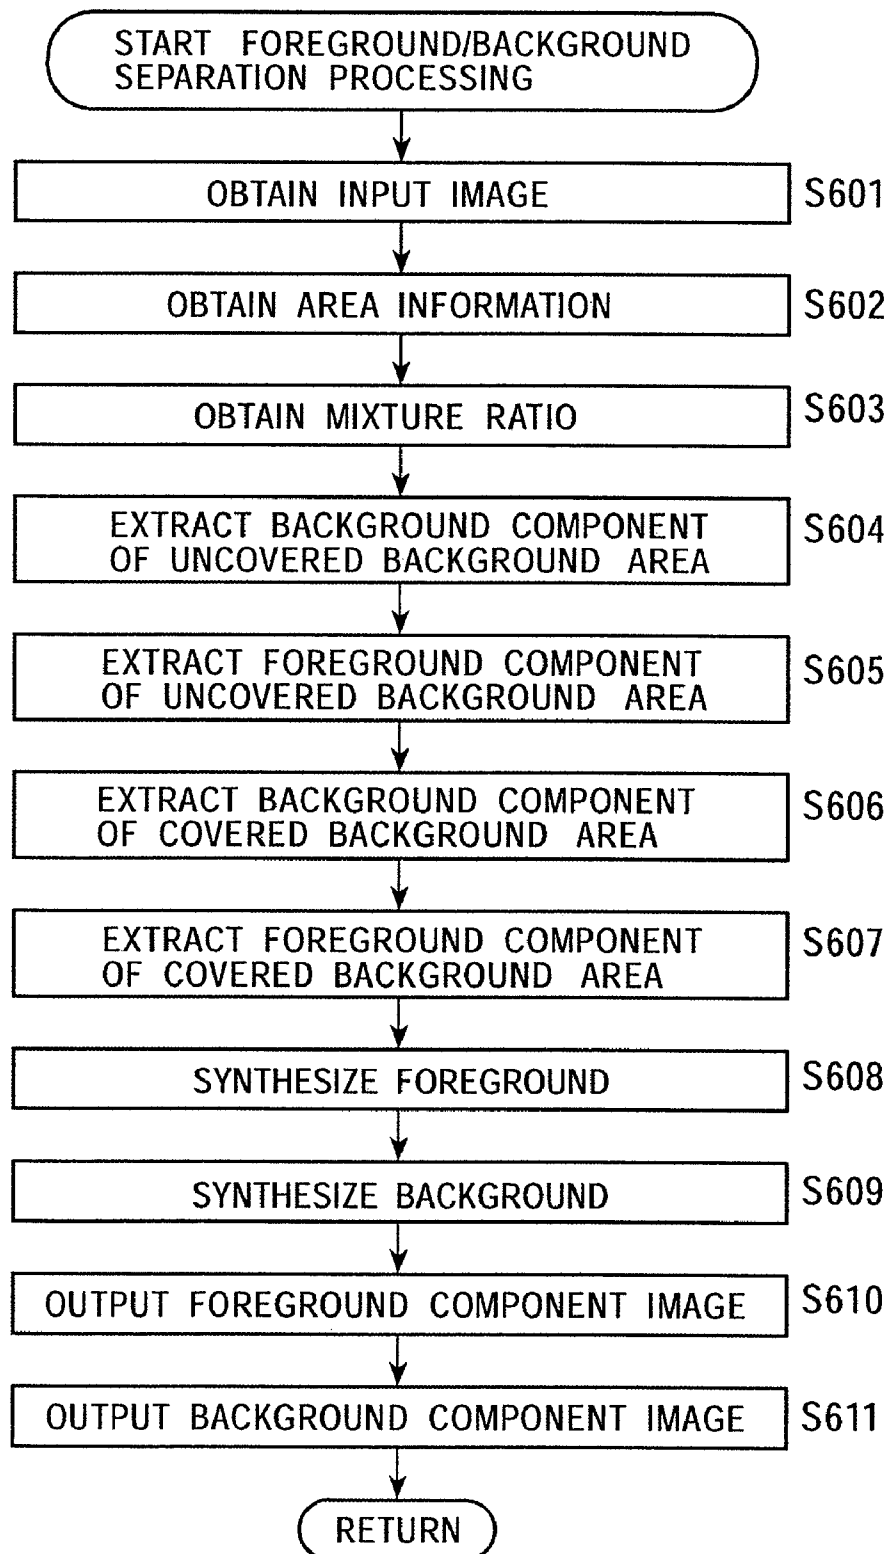 START FOREGROUND/BACKGROUND
SEPARATION PROCESSING
OBTAIN INPUT IMAGE
S601
OBTAIN AREA INFORMATION
S602
OBTAIN MIXTURE RATIO
S603
EXTRACT BACKGROUND COMPONENT
OF UNCOVERED BACKGROUND AREA
S604
EXTRACT FOREGROUND COMPONENT
OF UNCOVERED BACKGROUND AREA
S605
EXTRACT BACKGROUND COMPONENT
OF COVERED BACKGROUND AREA
S606
EXTRACT FOREGROUND COMPONENT
OF COVERED BACKGROUND AREA
S607
SYNTHESIZE FOREGROUND
S608
SYNTHESIZE BACKGROUND
S609
OUTPUT FOREGROUND COMPONENT IMAGE
S610
OUTPUT BACKGROUND COMPONENT IMAGE
S611
RETURN